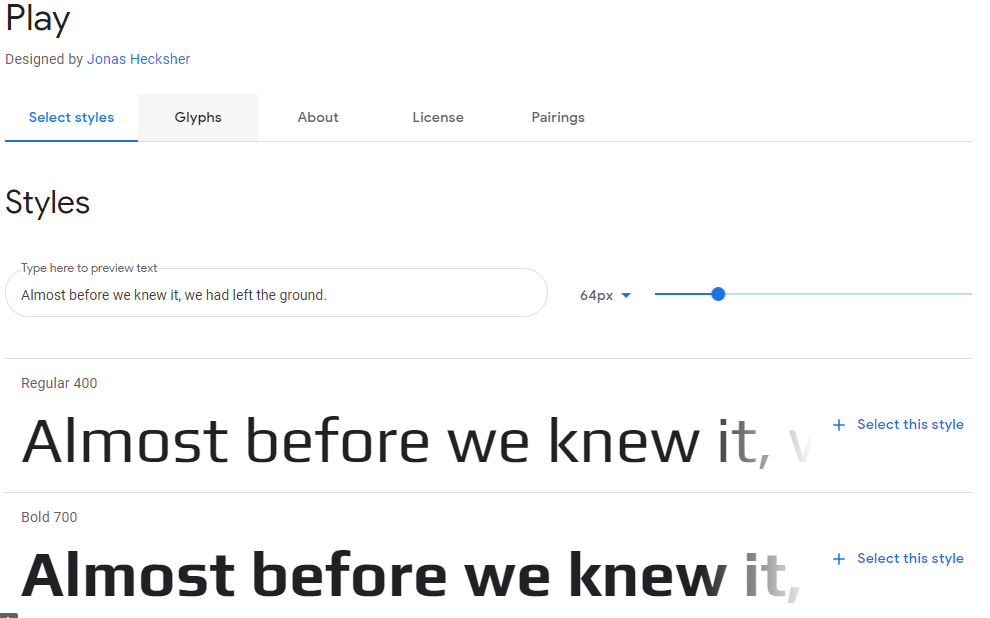 Play
Designed by Jonas Hecksher
Select styles Glyphs About License Pairings
Styles
Type here to preview text
Almost before we knew it, we had left the ground.
64px
Regular 400
Almost before we knew it, w
+ Select this style
Bold 700
Almost before we knew it,
+ Select this style